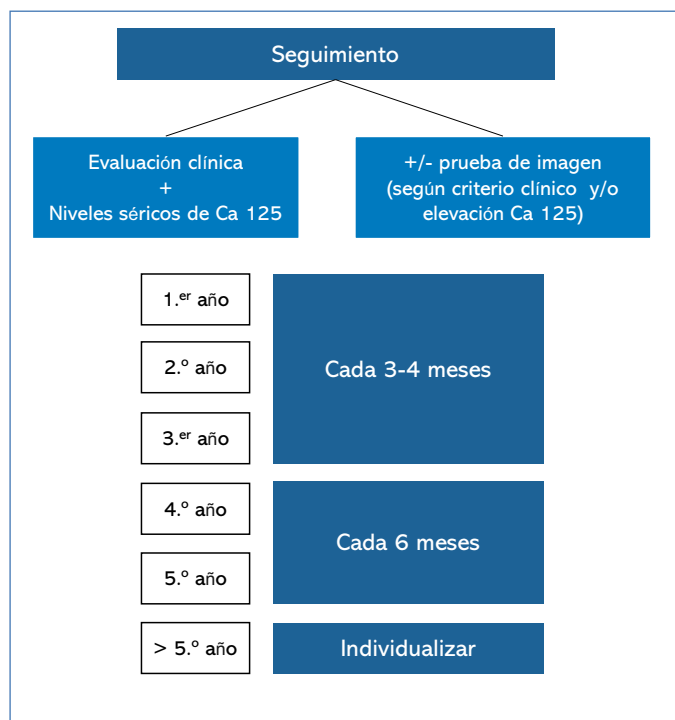 Seguimiento
Evaluación clínica
+
Niveles séricos de Ca 125
+/- prueba de imagen
(según criterio clínico y/o
elevación Ca 125)
1.er año
2.º año
3.er año
Cada 3-4 meses
4.º año
5.º año
Cada 6 meses
> 5.º año
Individualizar